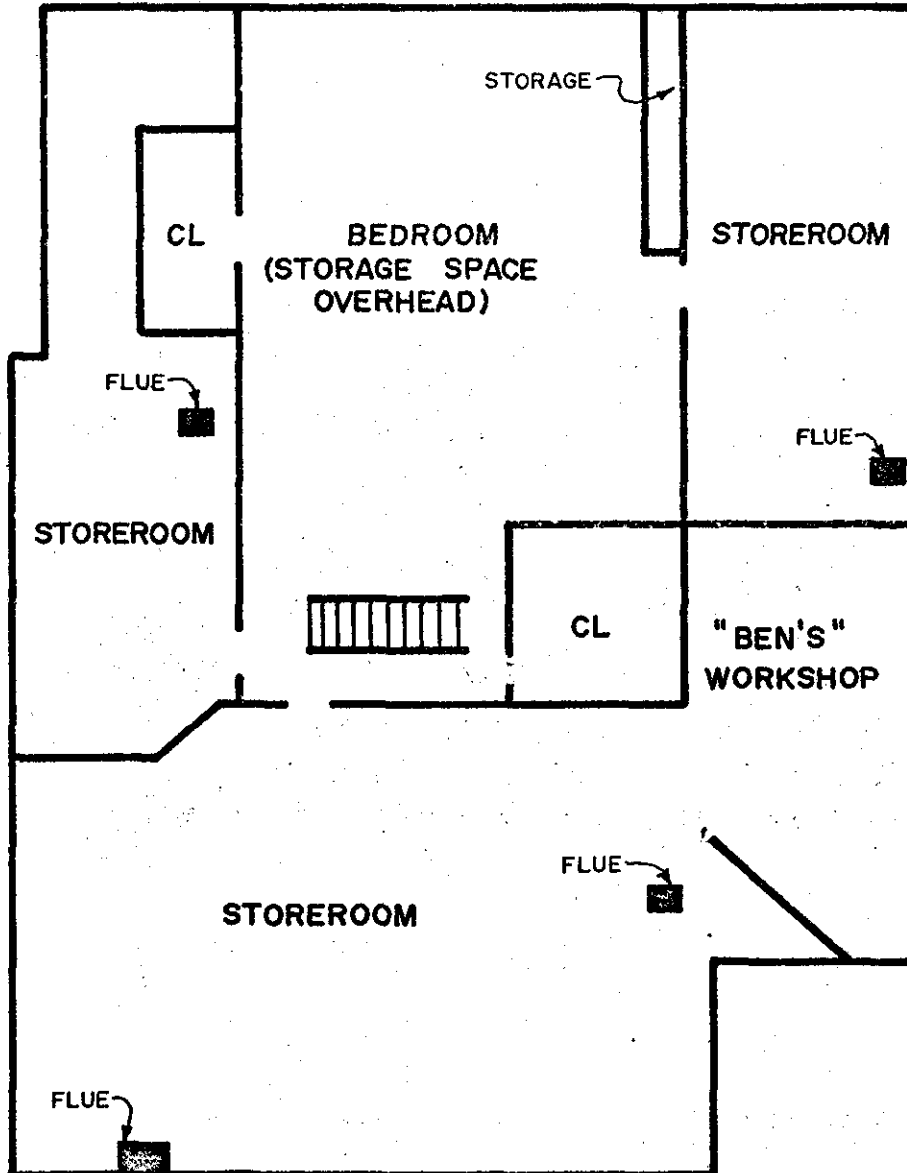 STORAGE
CL
BEDROOM
(STORAGE SPACE
OVERHEAD)
STOREROOM
FLUE
FLUE
STOREROOM
CL
"BEN'S"
WORKSHOP
FLUE
STOREROOM
FLUE